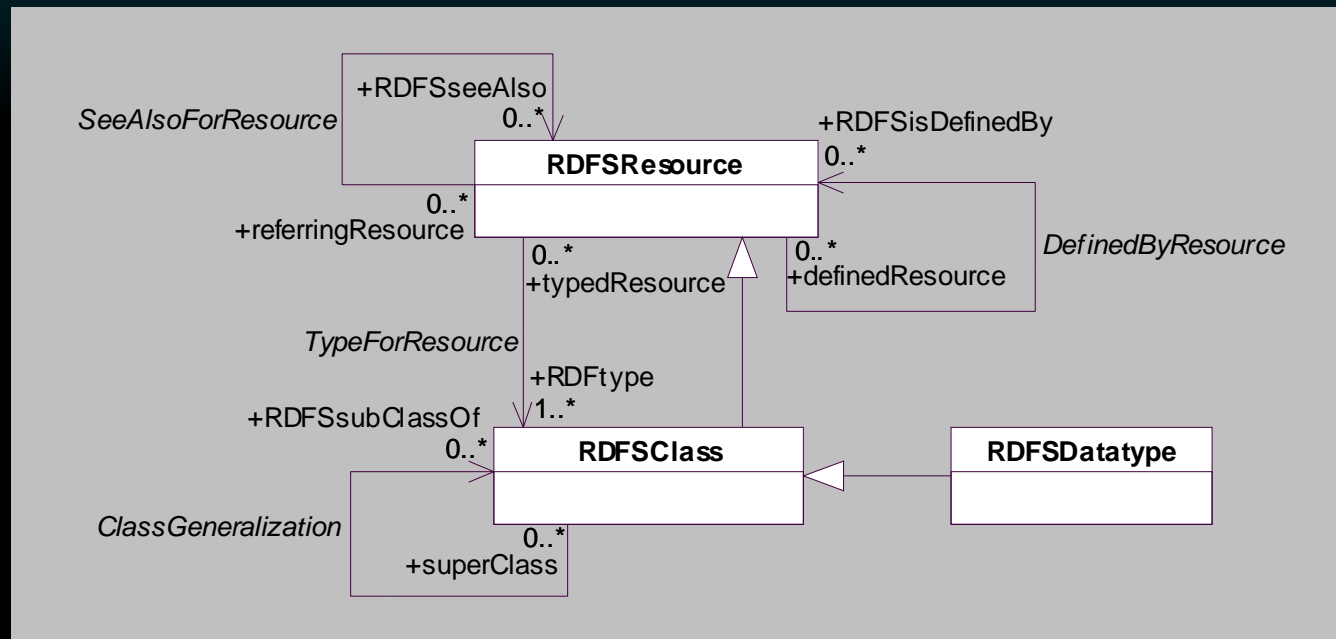 +RDFSseeAlso
0..*
SeeAlsoForResource
+RDFSisDefinedBy
0..*
RDFSResource
0..*
+referringResource
0..*
+typedResource
0..*
+definedResource
DefinedByResource
TypeForResource
+RDFtype
1..*
+RDFSsubClassOf
0..*
RDFSClass
RDFSDatatype
ClassGeneralization
0..*
+superClass